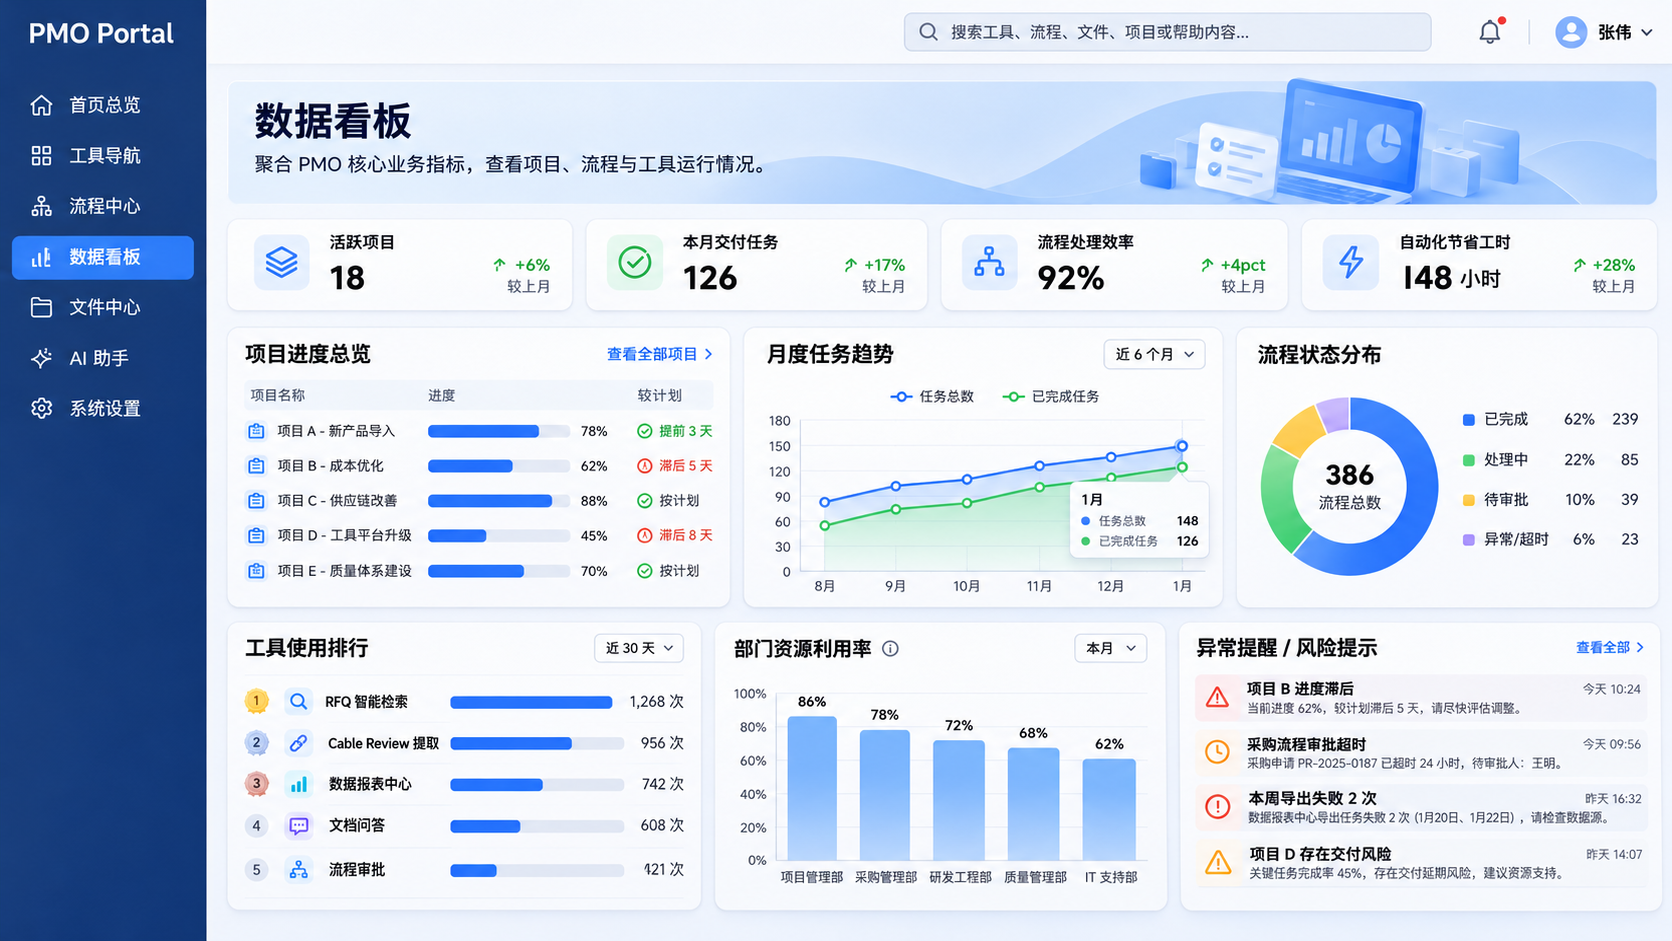 PMO Portal
首页总览
工具导航
流程中心
数据看板
文件中心
AI 助手
系统设置
搜索工具、流程、文件、项目或帮助内容...
张伟
数据看板
聚合 PMO 核心业务指标，查看项目、流程与工具运行情况。
活跃项目
18
+6%
较上月
本月交付任务
126
+17%
较上月
流程处理效率
92%
+4pct
较上月
自动化节省工时
148 小时
+28%
较上月
项目进度总览
查看全部项目
项目名称 进度 较计划
项目 A - 新产品导入 78% 提前 3 天
项目 B - 成本优化 62% 滞后 5 天
项目 C - 供应链改善 88% 按计划
项目 D - 工具平台升级 45% 滞后 8 天
项目 E - 质量体系建设 70% 按计划
月度任务趋势
近 6 个月
任务总数 已完成任务
180
150
120
90
60
30
0
8月 9月 10月 11月 12月 1月
1月
任务总数 148
已完成任务 126
流程状态分布
386
流程总数
已完成 62% 239
处理中 22% 85
待审批 10% 39
异常/超时 6% 23
工具使用排行
近 30 天
1 RFQ 智能检索 1,268 次
2 Cable Review 提取 956 次
3 数据报表中心 742 次
4 文档问答 608 次
5 流程审批 421 次
部门资源利用率
本月
100%
80%
60%
40%
20%
0%
86%
78%
72%
68%
62%
项目管理部 采购管理部 研发工程部 质量管理部 IT 支持部
异常提醒 / 风险提示
查看全部
项目 B 进度滞后 今天 10:24
当前进度 62%，较计划滞后 5 天，请尽快评估调整。
采购流程审批超时 今天 09:56
采购申请 PR-2025-0187 已超时 24 小时，待审批人：王明。
本周导出失败 2 次 昨天 16:32
数据报表中心导出任务失败 2 次 (1月20日、1月22日) ，请检查数据源。
项目 D 存在交付风险 昨天 14:07
关键任务完成率 45%，存在交付延期风险，建议资源支持。